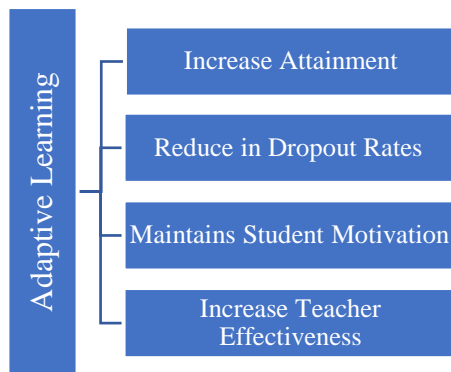 Adaptive Learning
Increase Attainment
Reduce in Dropout Rates
Maintains Student Motivation
Increase Teacher
Effectiveness